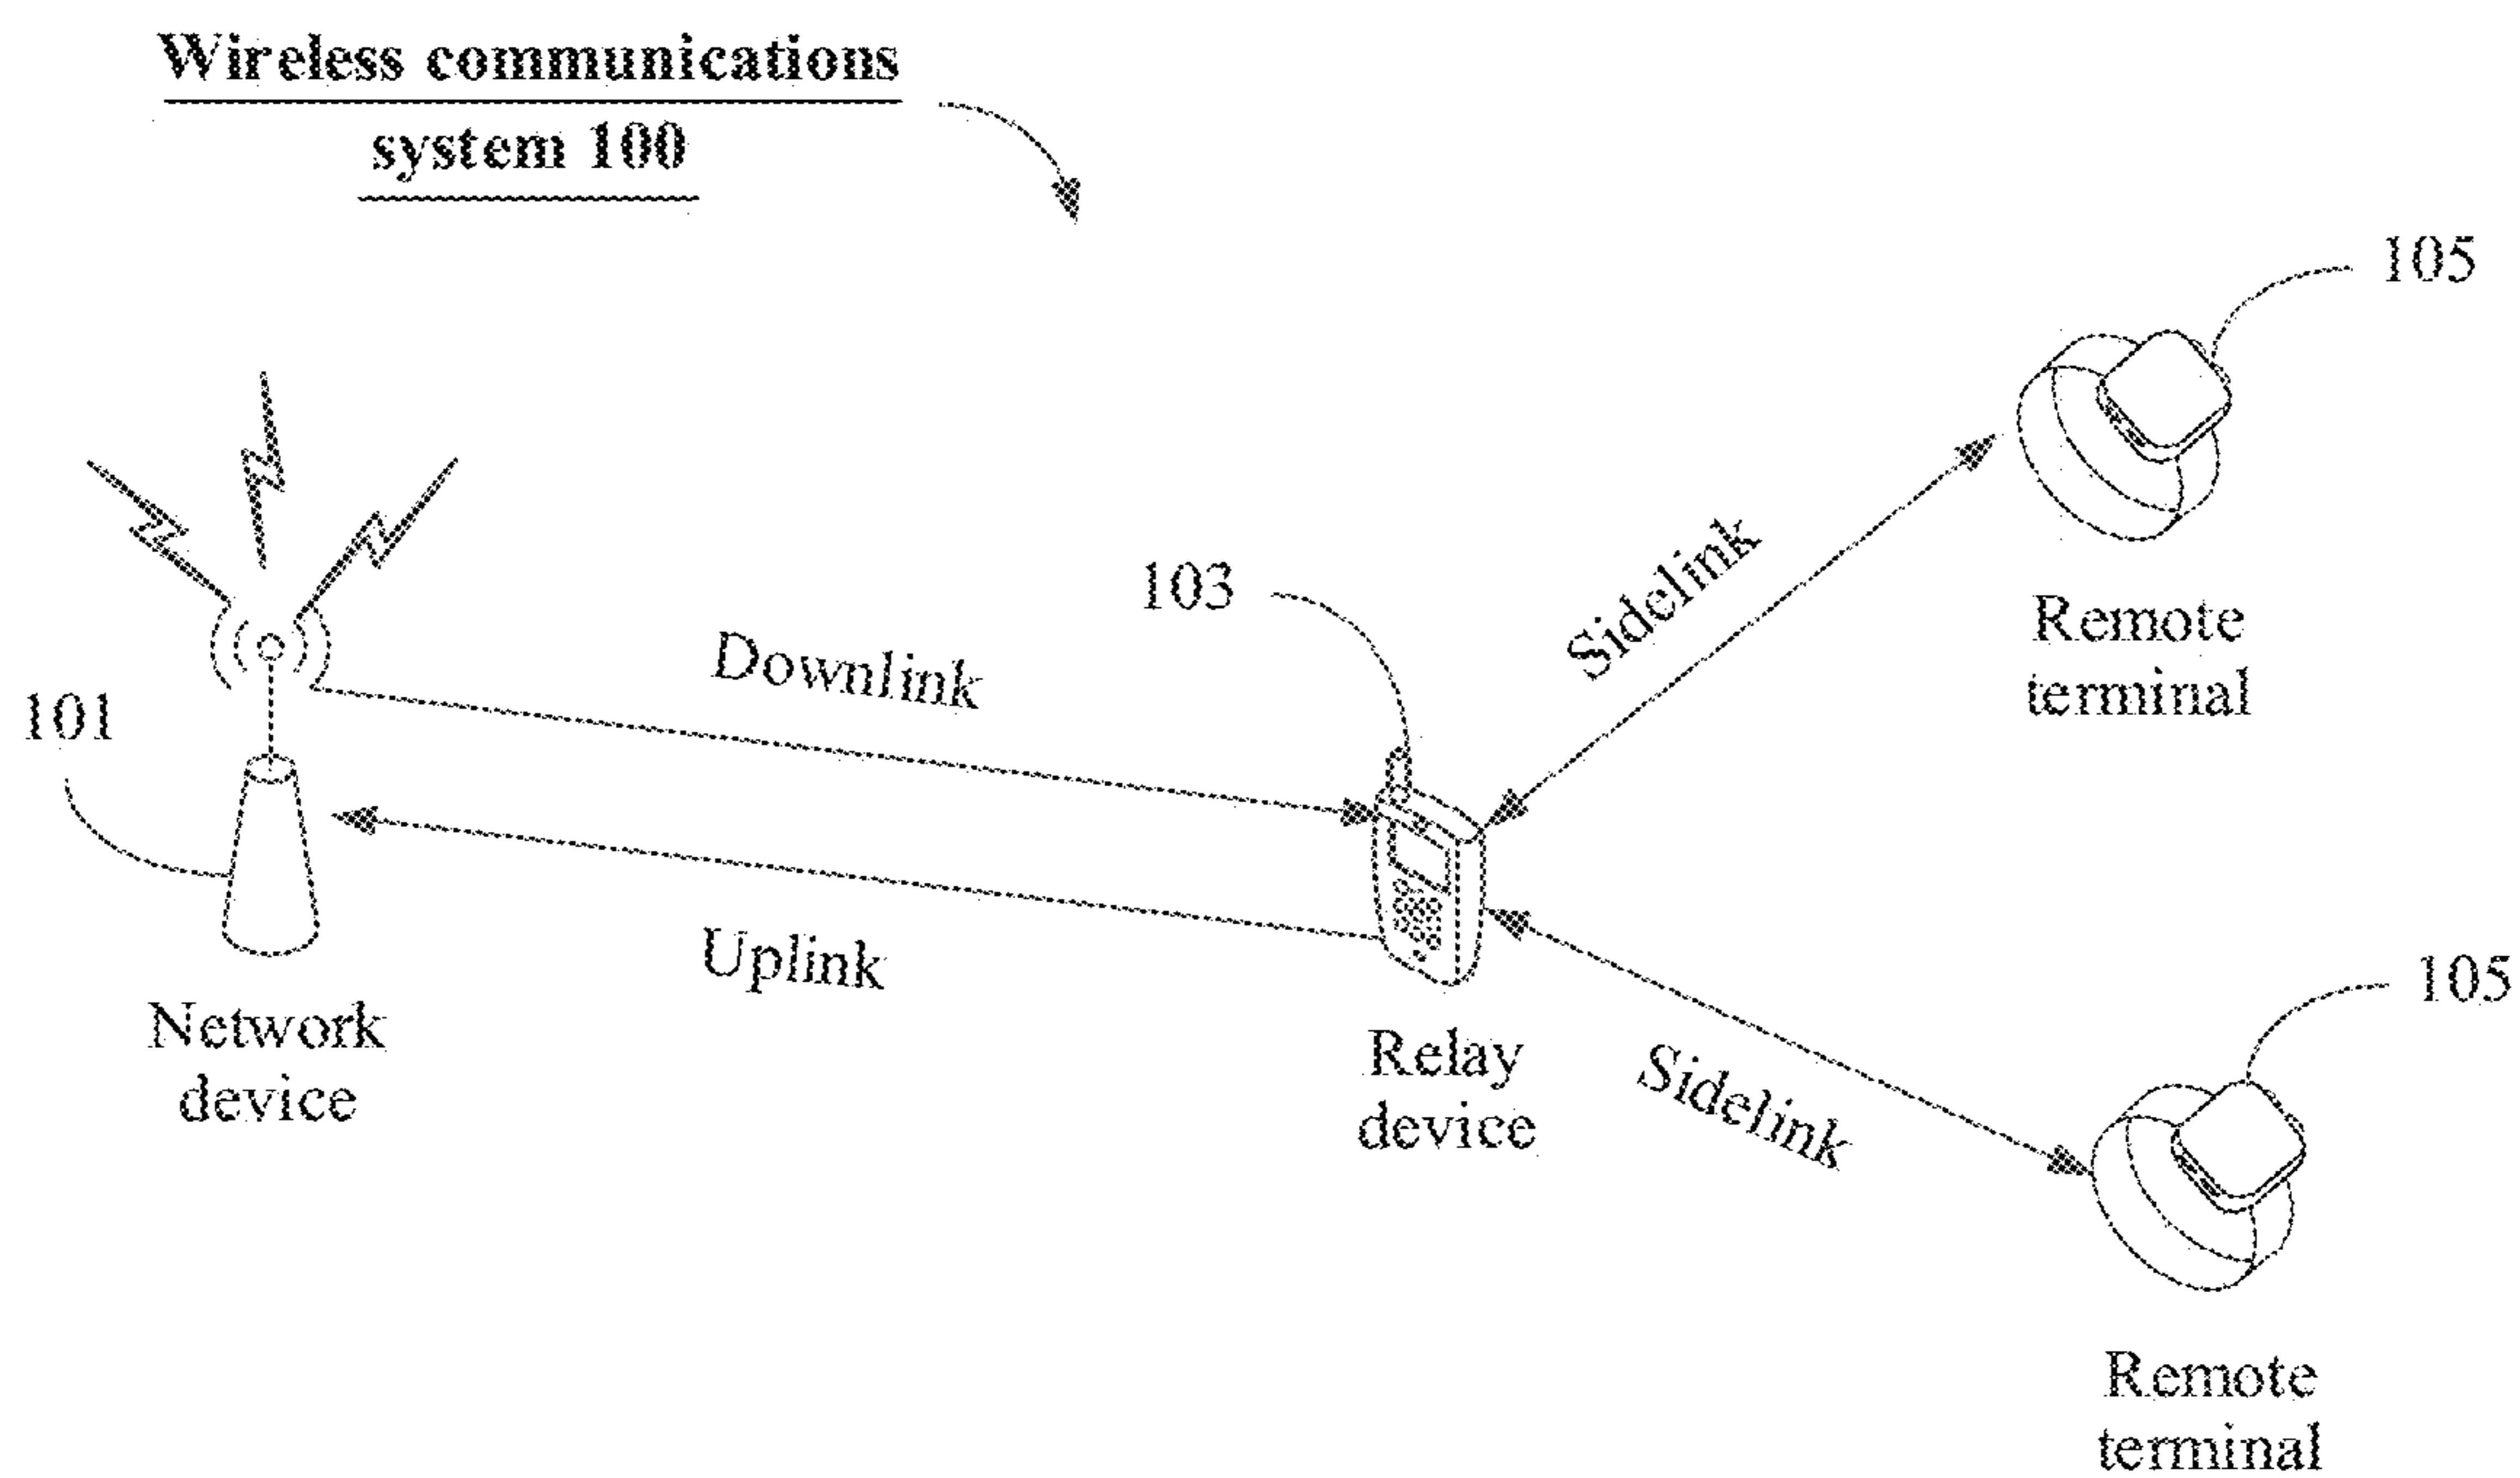 Wireless communications
system 100
105
103
Sidelink
Remote
terminal
Downlink
101
Uplink
Network
device
Relay
device
Sidelink
105
Remote
terminal